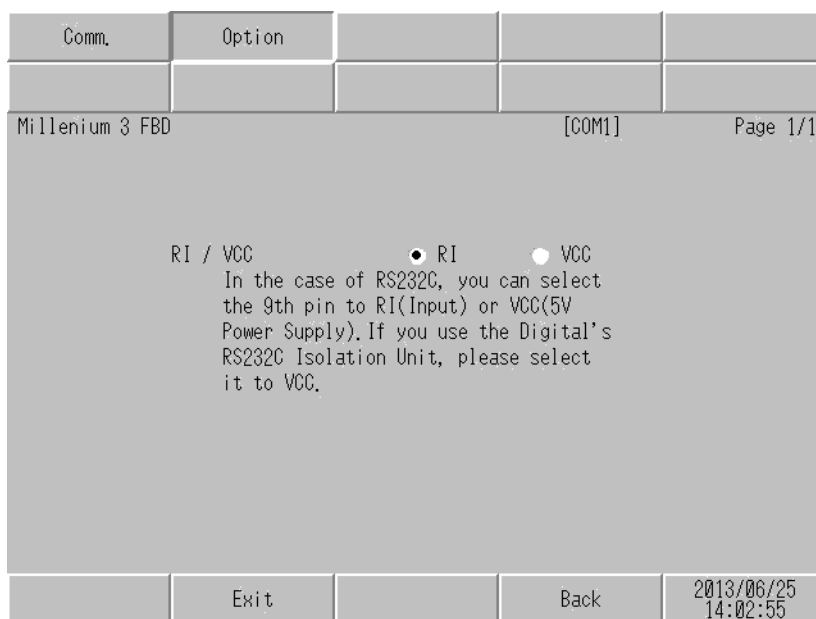 Comm. Option
Millenium 3 FBD [COM1] Page 1/1
RI / VCC RI VCC
In the case of RS232C, you can select
the 9th pin to RI(Input) or VCC(5V
Power Supply). If you use the Digital's
RS232C Isolation Unit, please select
it to VCC.
Exit Back 2013/06/25
14:02:55